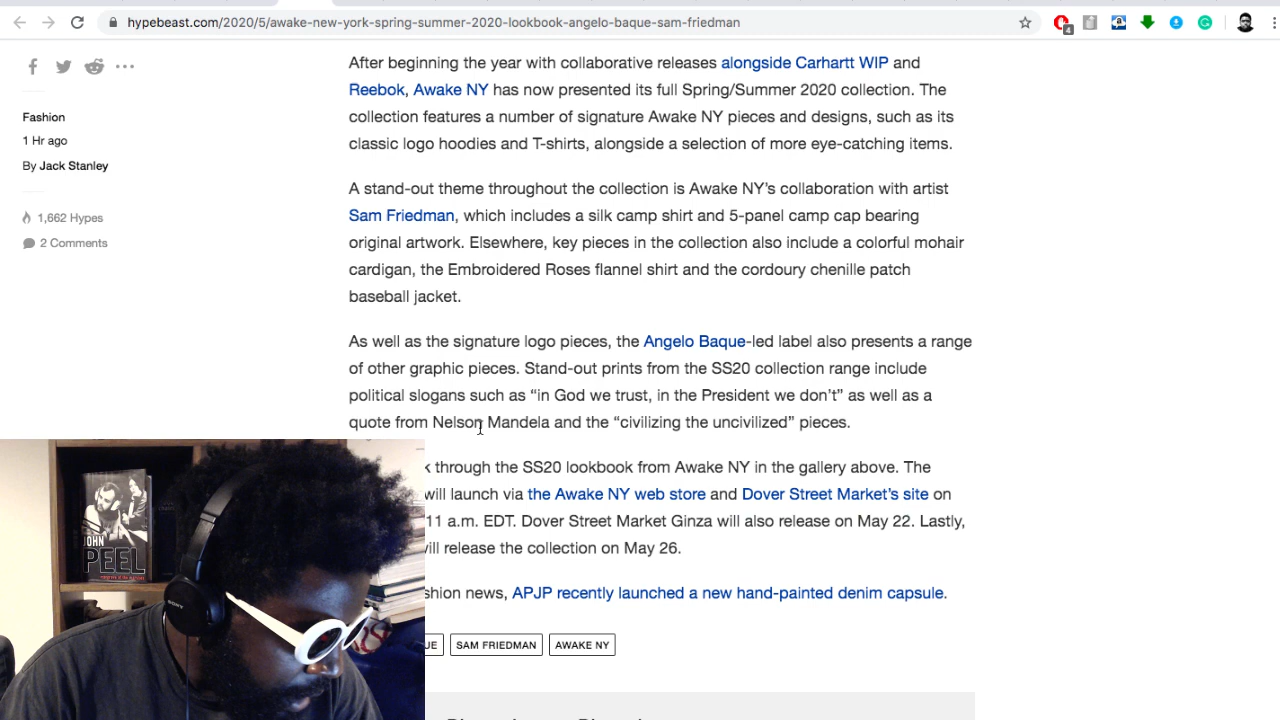 hypebeast.com/2020/5/awake-new-york-spring-summer-2020-lookbook-angelo-baque-sam-friedman
4
Fashion
1 Hr ago
By Jack Stanley
1,662 Hypes
2 Comments
After beginning the year with collaborative releases alongside Carhartt WIP and
Reebok, Awake NY has now presented its full Spring/Summer 2020 collection. The
collection features a number of signature Awake NY pieces and designs, such as its
classic logo hoodies and T-shirts, alongside a selection of more eye-catching items.
A stand-out theme throughout the collection is Awake NY’s collaboration with artist
Sam Friedman, which includes a silk camp shirt and 5-panel camp cap bearing
original artwork. Elsewhere, key pieces in the collection also include a colorful mohair
cardigan, the Embroidered Roses flannel shirt and the cordoury chenille patch
baseball jacket.
As well as the signature logo pieces, the Angelo Baque-led label also presents a range
of other graphic pieces. Stand-out prints from the SS20 collection range include
political slogans such as “in God we trust, in the President we don’t” as well as a
quote from Nelson Mandela and the “civilizing the uncivilized” pieces.
k through the SS20 lookbook from Awake NY in the gallery above. The
will launch via the Awake NY web store and Dover Street Market’s site on
11 a.m. EDT. Dover Street Market Ginza will also release on May 22. Lastly,
ill release the collection on May 26.
shion news, APJP recently launched a new hand-painted denim capsule.
UE
SAM FRIEDMAN
AWAKE NY
JOHN
PEEL
SONY